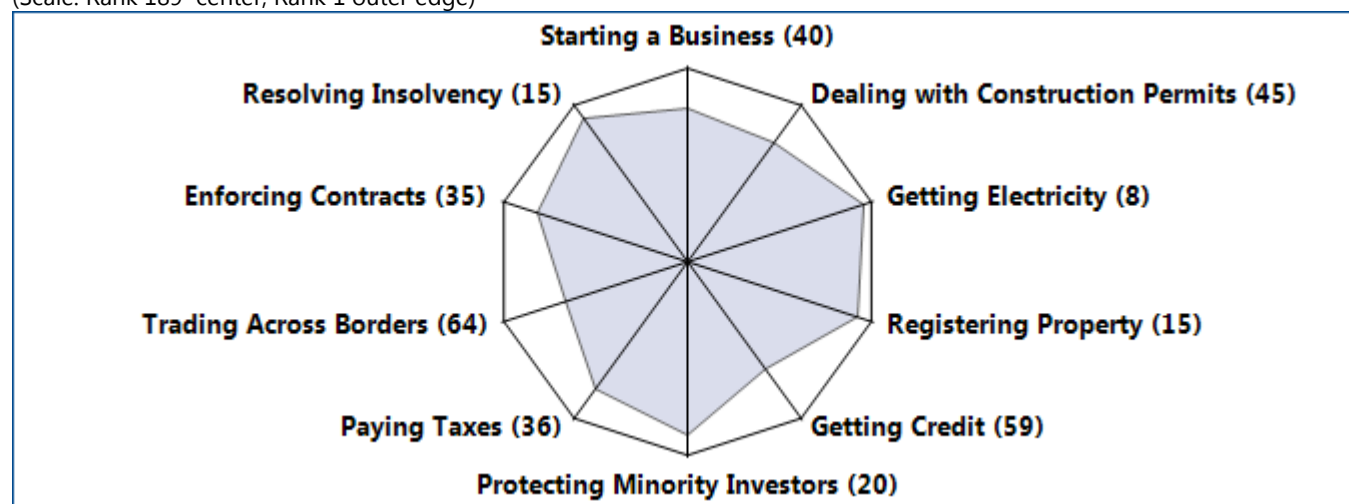 (Scale: Rank 189 center, Rank 1 outer edge)
Starting a Business (40)
Resolving Insolvency (15)
Dealing with Construction Permits (45)
Enforcing Contracts (35)
Getting Electricity (8)
Trading Across Borders (64)
Registering Property (15)
Paying Taxes (36)
Getting Credit (59)
Protecting Minority Investors (20)